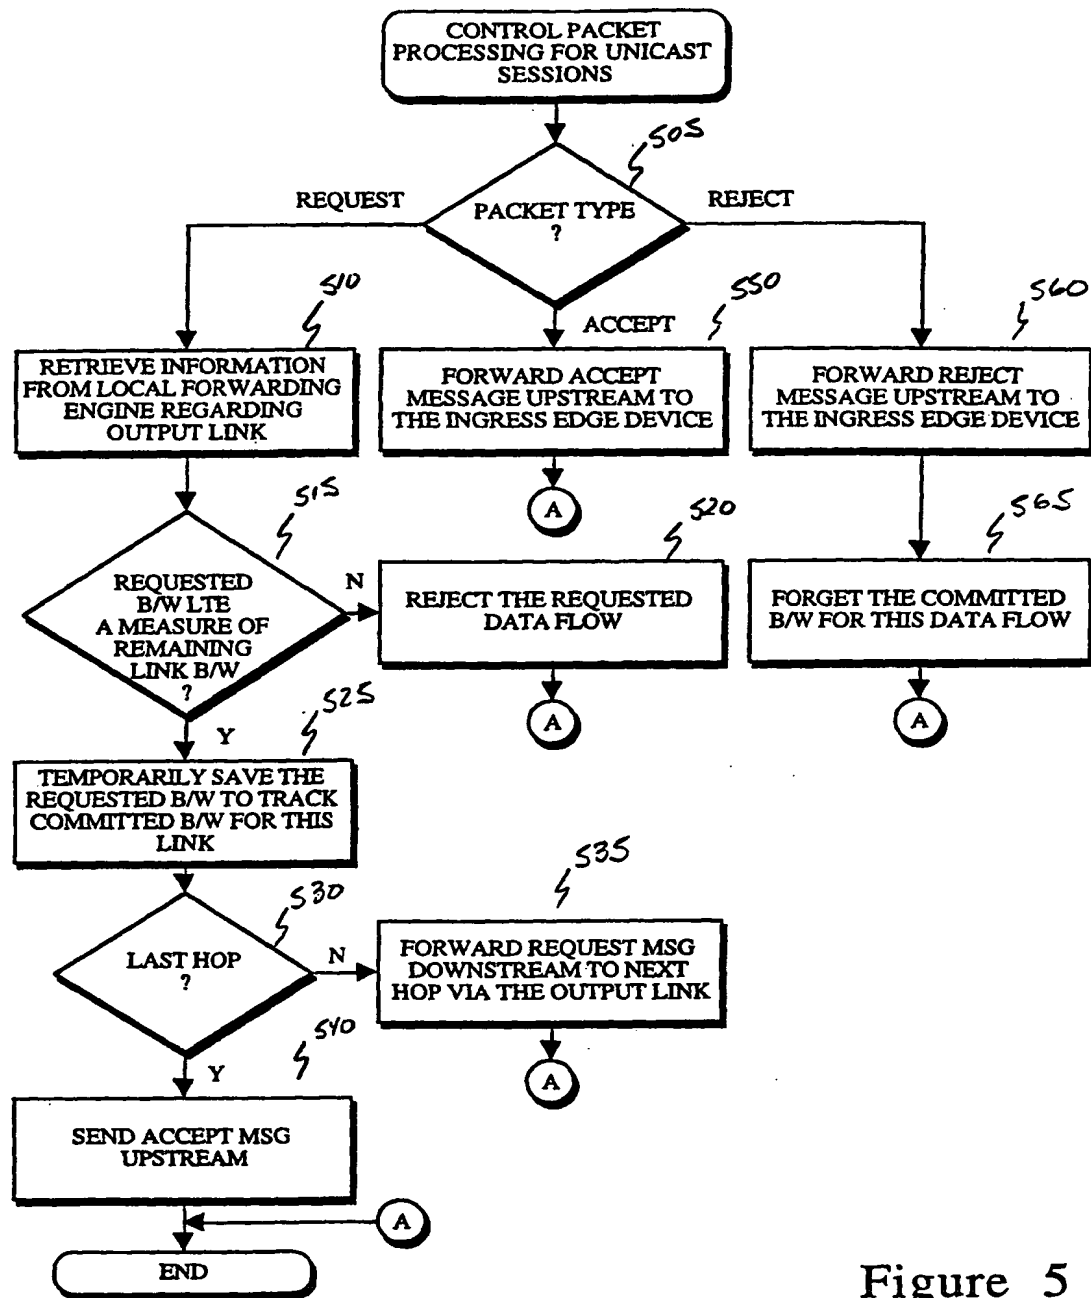 CONTROL PACKET
PROCESSING FOR UNICAST
SESSIONS
505
REQUEST
PACKET TYPE
?
REJECT
ACCEPT
510
RETRIEVE INFORMATION
FROM LOCAL FORWARDING
ENGINE REGARDING
OUTPUT LINK
550
FORWARD ACCEPT
MESSAGE UPSTREAM TO
THE INGRESS EDGE DEVICE
A
560
FORWARD REJECT
MESSAGE UPSTREAM TO
THE INGRESS EDGE DEVICE
515
REQUESTED
B/W LTE
A MEASURE OF
REMAINING
LINK B/W
?
N
520
REJECT THE REQUESTED
DATA FLOW
A
565
FORGET THE COMMITTED
B/W FOR THIS DATA FLOW
A
Y
525
TEMPORARILY SAVE THE
REQUESTED B/W TO TRACK
COMMITTED B/W FOR THIS
LINK
530
LAST HOP
?
N
535
FORWARD REQUEST MSG
DOWNSTREAM TO NEXT
HOP VIA THE OUTPUT LINK
A
Y
540
SEND ACCEPT MSG
UPSTREAM
A
END
Figure 5